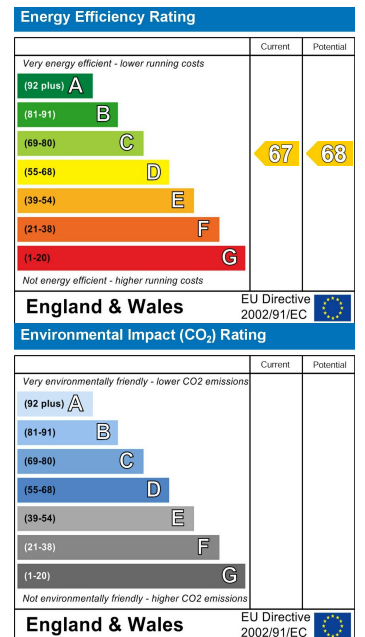 Energy Efficiency Rating
Current Potential
Very energy efficient - lower running costs
(92 plus) A
(81-91) B
(69-80) C
67 68
(55-68) D
(39-54) E
(21-38) F
(1-20) G
Not energy efficient - higher running costs
England & Wales
EU Directive
2002/91/EC
Environmental Impact (CO₂) Rating
Current Potential
Very environmentally friendly - lower CO2 emissions
(92 plus) A
(81-91) B
(69-80) C
(55-68) D
(39-54) E
(21-38) F
(1-20) G
Not environmentally friendly - higher CO2 emissions
England & Wales
EU Directive
2002/91/EC